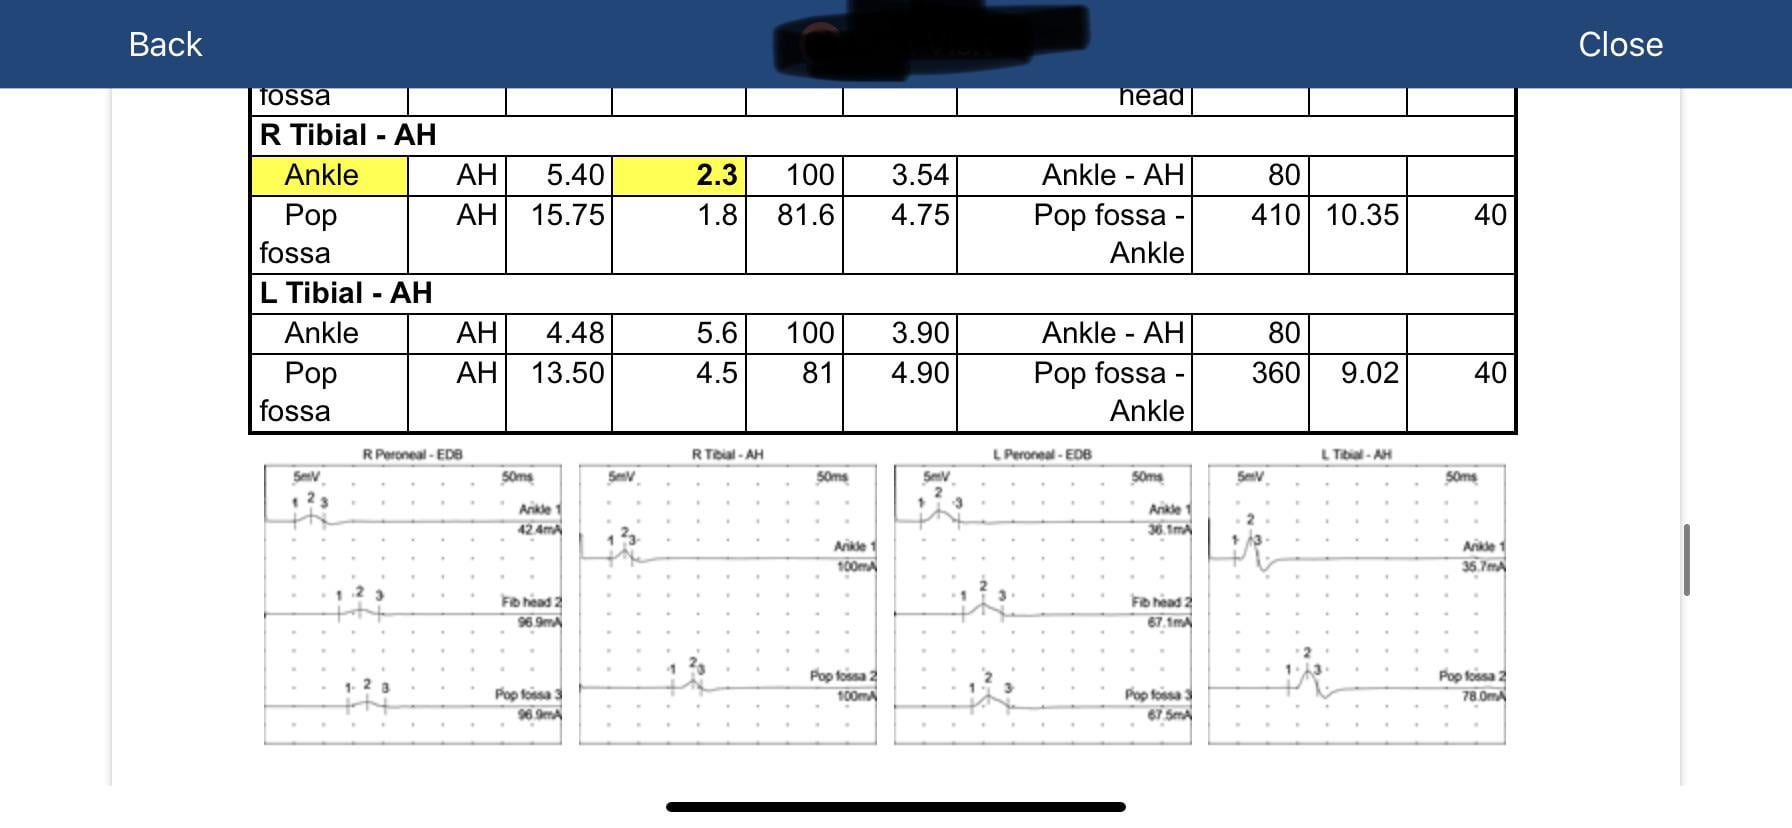 Back
Close
fossa head
R Tibial - AH
Ankle AH 5.40 2.3 100 3.54 Ankle - AH 80
Pop fossa AH 15.75 1.8 81.6 4.75 Pop fossa - Ankle 410 10.35 40
L Tibial - AH
Ankle AH 4.48 5.6 100 3.90 Ankle - AH 80
Pop fossa AH 13.50 4.5 81 4.90 Pop fossa - Ankle 360 9.02 40
R Peroneal - EDB
5mV 50ms
1 2 3
Ankle 1
42.4mA
1 2 3
Fib head 2
96.9mA
1 2 3
Pop fossa 3
96.9mA
R Tibial - AH
5mV 50ms
1 2 3
Ankle 1
100mA
1 2 3
Pop fossa 2
100mA
L Peroneal - EDB
5mV 50ms
1 2 3
Ankle 1
36.1mA
1 2 3
Fib head 2
67.1mA
1 2 3
Pop fossa 3
67.5mA
L Tibial - AH
5mV 50ms
1 2 3
Ankle 1
35.7mA
1 2 3
Pop fossa 2
78.0mA